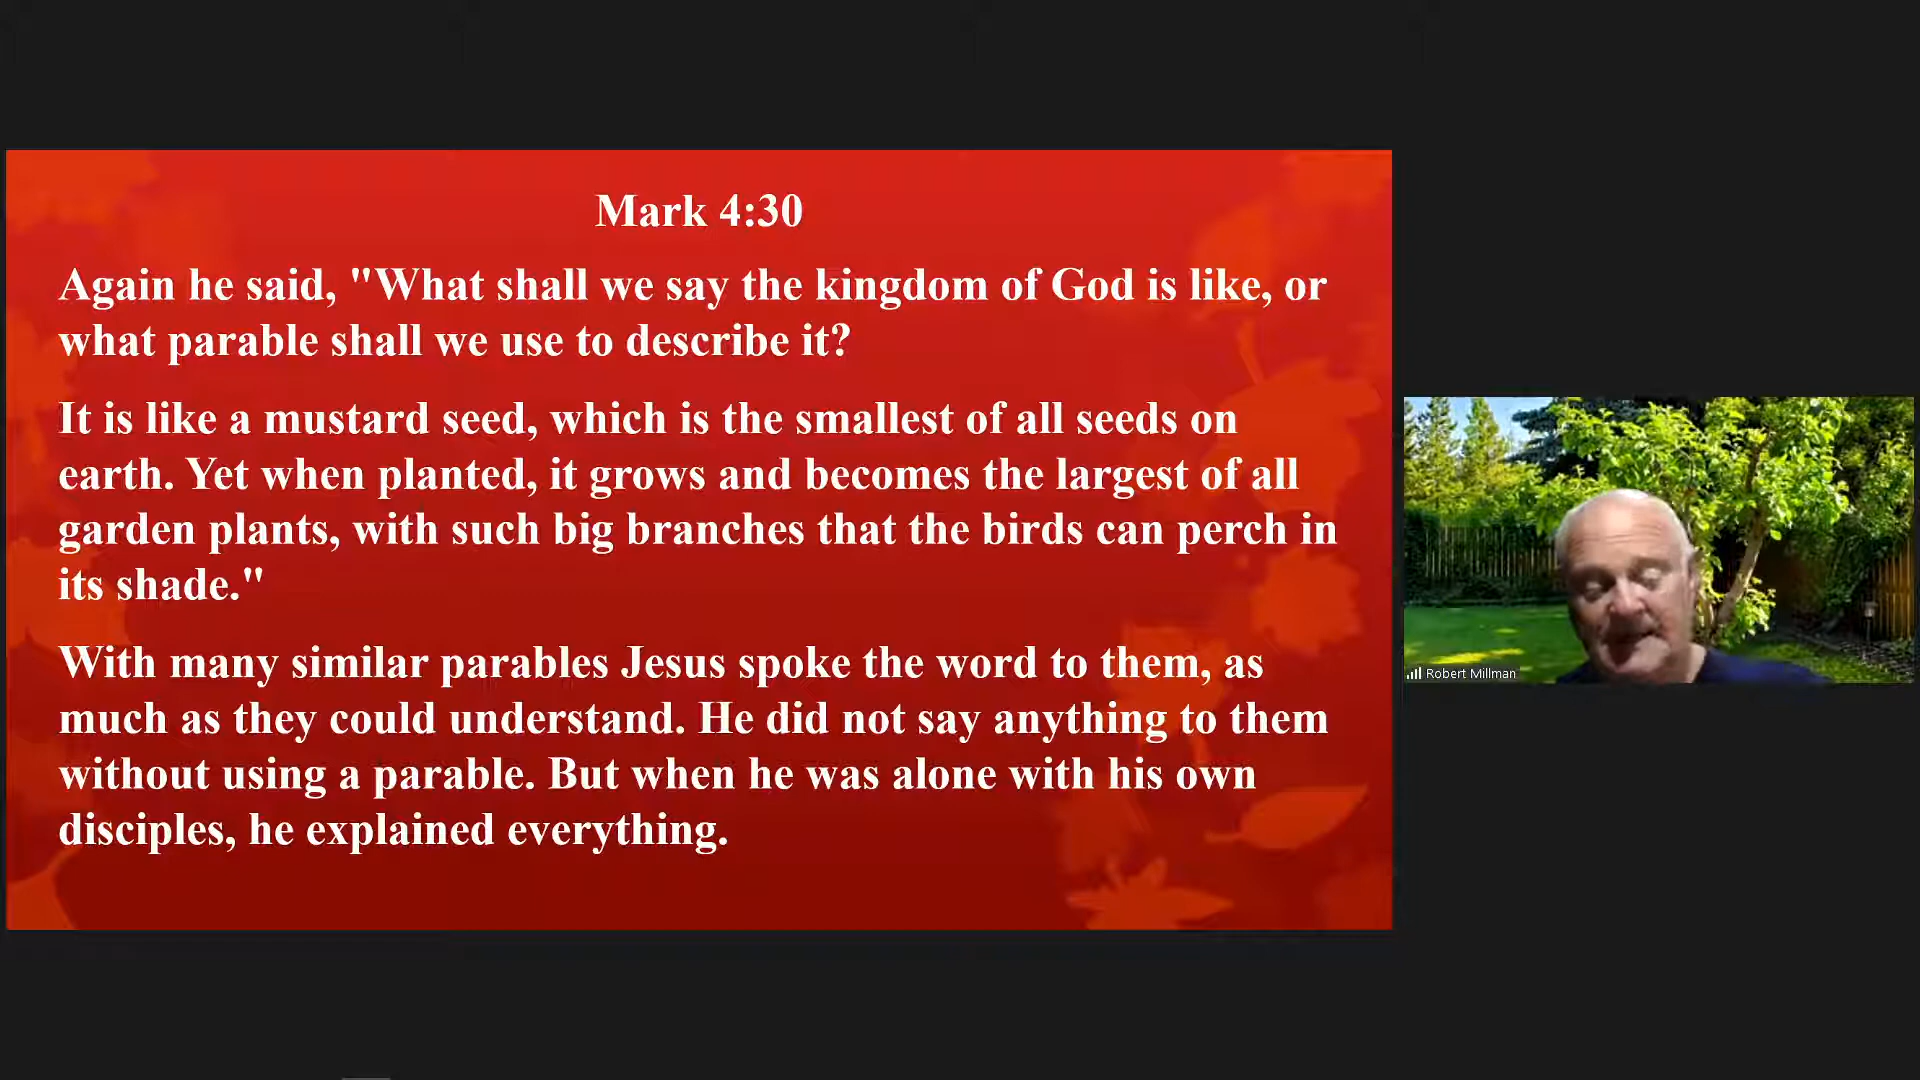 Mark 4:30
Again he said, "What shall we say the kingdom of God is like, or
what parable shall we use to describe it?
It is like a mustard seed, which is the smallest of all seeds on
earth. Yet when planted, it grows and becomes the largest of all
garden plants, with such big branches that the birds can perch in
its shade."
With many similar parables Jesus spoke the word to them, as
much as they could understand. He did not say anything to them
without using a parable. But when he was alone with his own
disciples, he explained everything.
Robert Millman